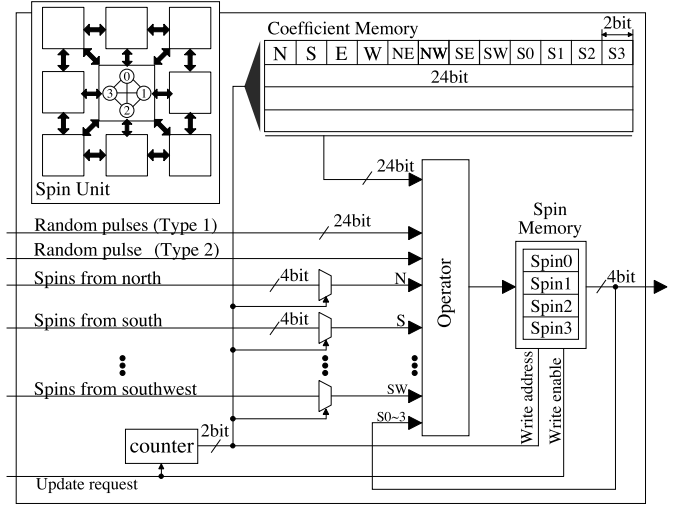 Coefficient Memory
2bit
N S E W NE NW SE SW S0 S1 S2 S3
24bit
0
3 1
2
Spin Unit
24bit
Random pulses (Type 1)
24bit
Random pulse (Type 2)
Spins from north
4bit
N
Spins from south
4bit
S
Spins from southwest
SW
S0~3
Operator
Spin
Memory
Spin0
Spin1
Spin2
Spin3
4bit
Write address
Write enable
counter
2bit
Update request